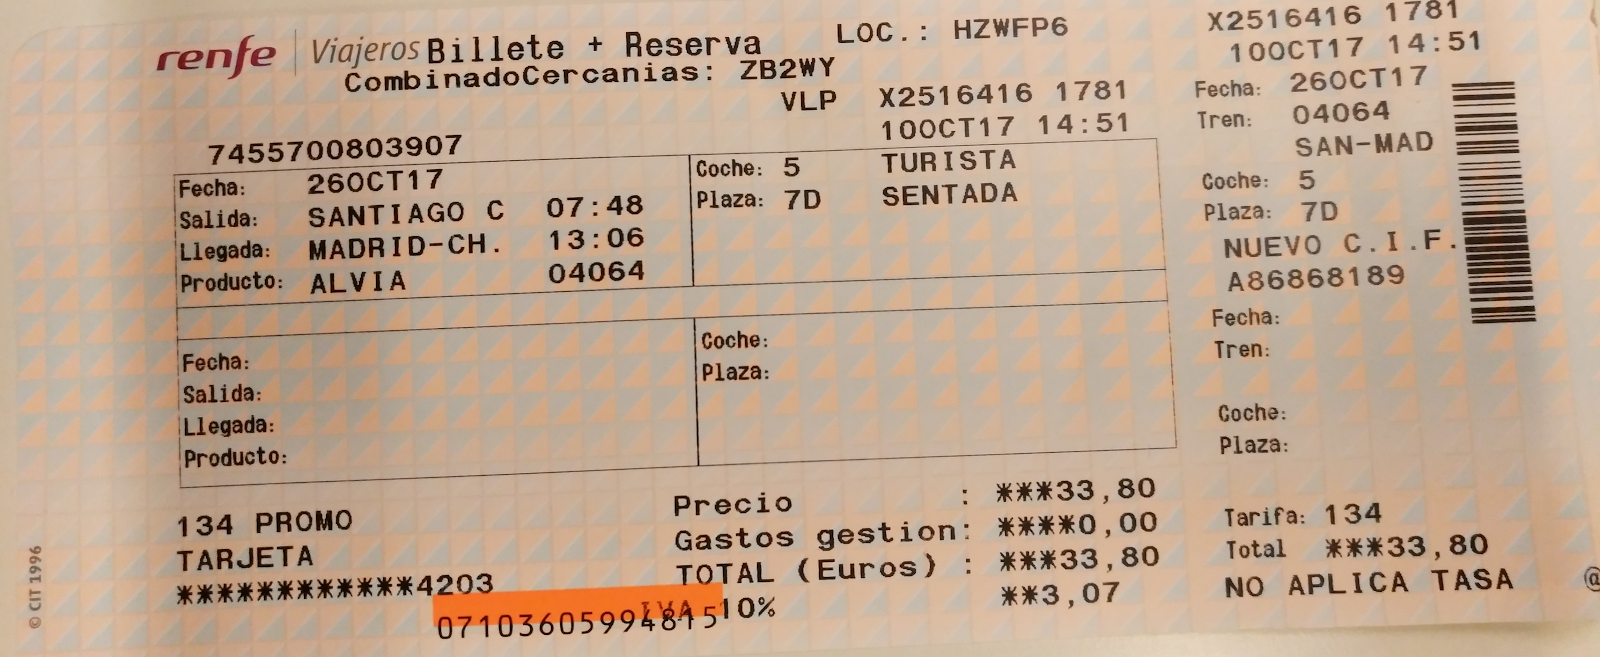 renfe Viajeros Billete + Reserva LOC.: HZWFP6
CombinadoCercanias: ZB2WY
VLP X2516416 1781
10OCT17 14:51
7455700803907
Fecha: 26OCT17
Salida: SANTIAGO C 07:48
Llegada: MADRID-CH. 13:06
Producto: ALVIA 04064
Coche: 5 TURISTA
Plaza: 7D SENTADA
Fecha:
Salida:
Llegada:
Producto:
Coche:
Plaza:
134 PROMO
TARJETA
************4203
Precio : ***33,80
Gastos gestion: ****0,00
TOTAL (Euros) : ***33,80
IVA 10% **3,07
07103605994815
© CIT 1996
X2516416 1781
10OCT17 14:51
Fecha: 26OCT17
Tren: 04064
SAN-MAD
Coche: 5
Plaza: 7D
NUEVO C.I.F.
A86868189
Fecha:
Tren:
Coche:
Plaza:
Tarifa: 134
Total ***33,80
NO APLICA TASA
@